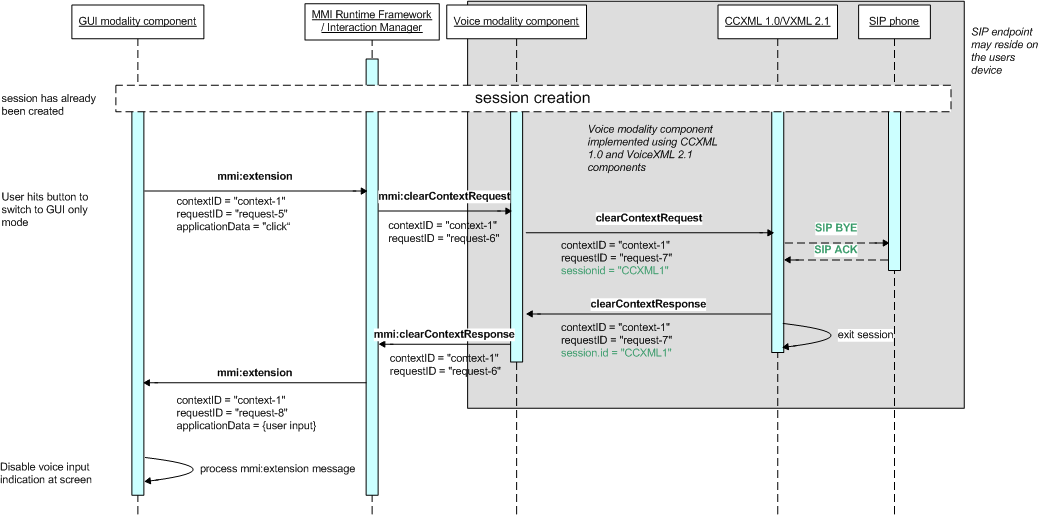 GUI modality component
MMI Runtime Framework
/ Interaction Manager
Voice modality component
CCXML 1.0/VXML 2.1
SIP phone
SIP endpoint
may reside on
the users
device
session has already
been created
session creation
Voice modality component
implemented using CCXML
1.0 and VoiceXML 2.1
components
User hits button to
switch to GUI only
mode
mmi:extension
contextID = "context-1"
requestID = "request-5"
applicationData = "click“
mmi:clearContextRequest
contextID = "context-1"
requestID = "request-6"
clearContextRequest
contextID = "context-1"
requestID = "request-7"
sessionid = "CCXML1"
SIP BYE
SIP ACK
clearContextResponse
contextID = "context-1"
requestID = "request-7"
session.id = "CCXML1"
exit session
mmi:clearContextResponse
contextID = "context-1"
requestID = "request-6"
mmi:extension
contextID = "context-1"
requestID = "request-8"
applicationData = {user input}
Disable voice input
indication at screen
process mmi:extension message